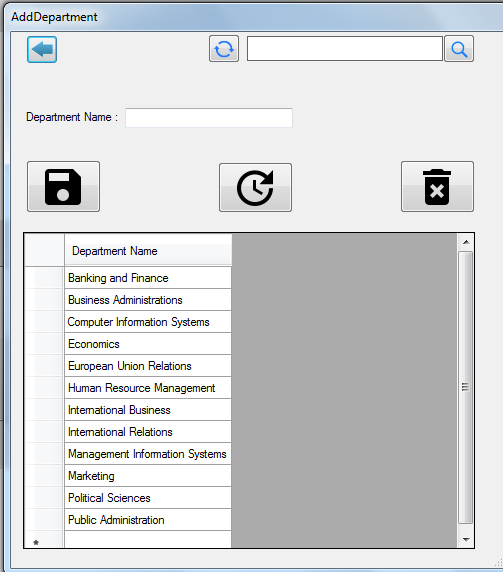 AddDepartment
Department Name :
Department Name
Banking and Finance
Business Administrations
Computer Information Systems
Economics
European Union Relations
Human Resource Management
International Business
International Relations
Management Information Systems
Marketing
Political Sciences
Public Administration
*